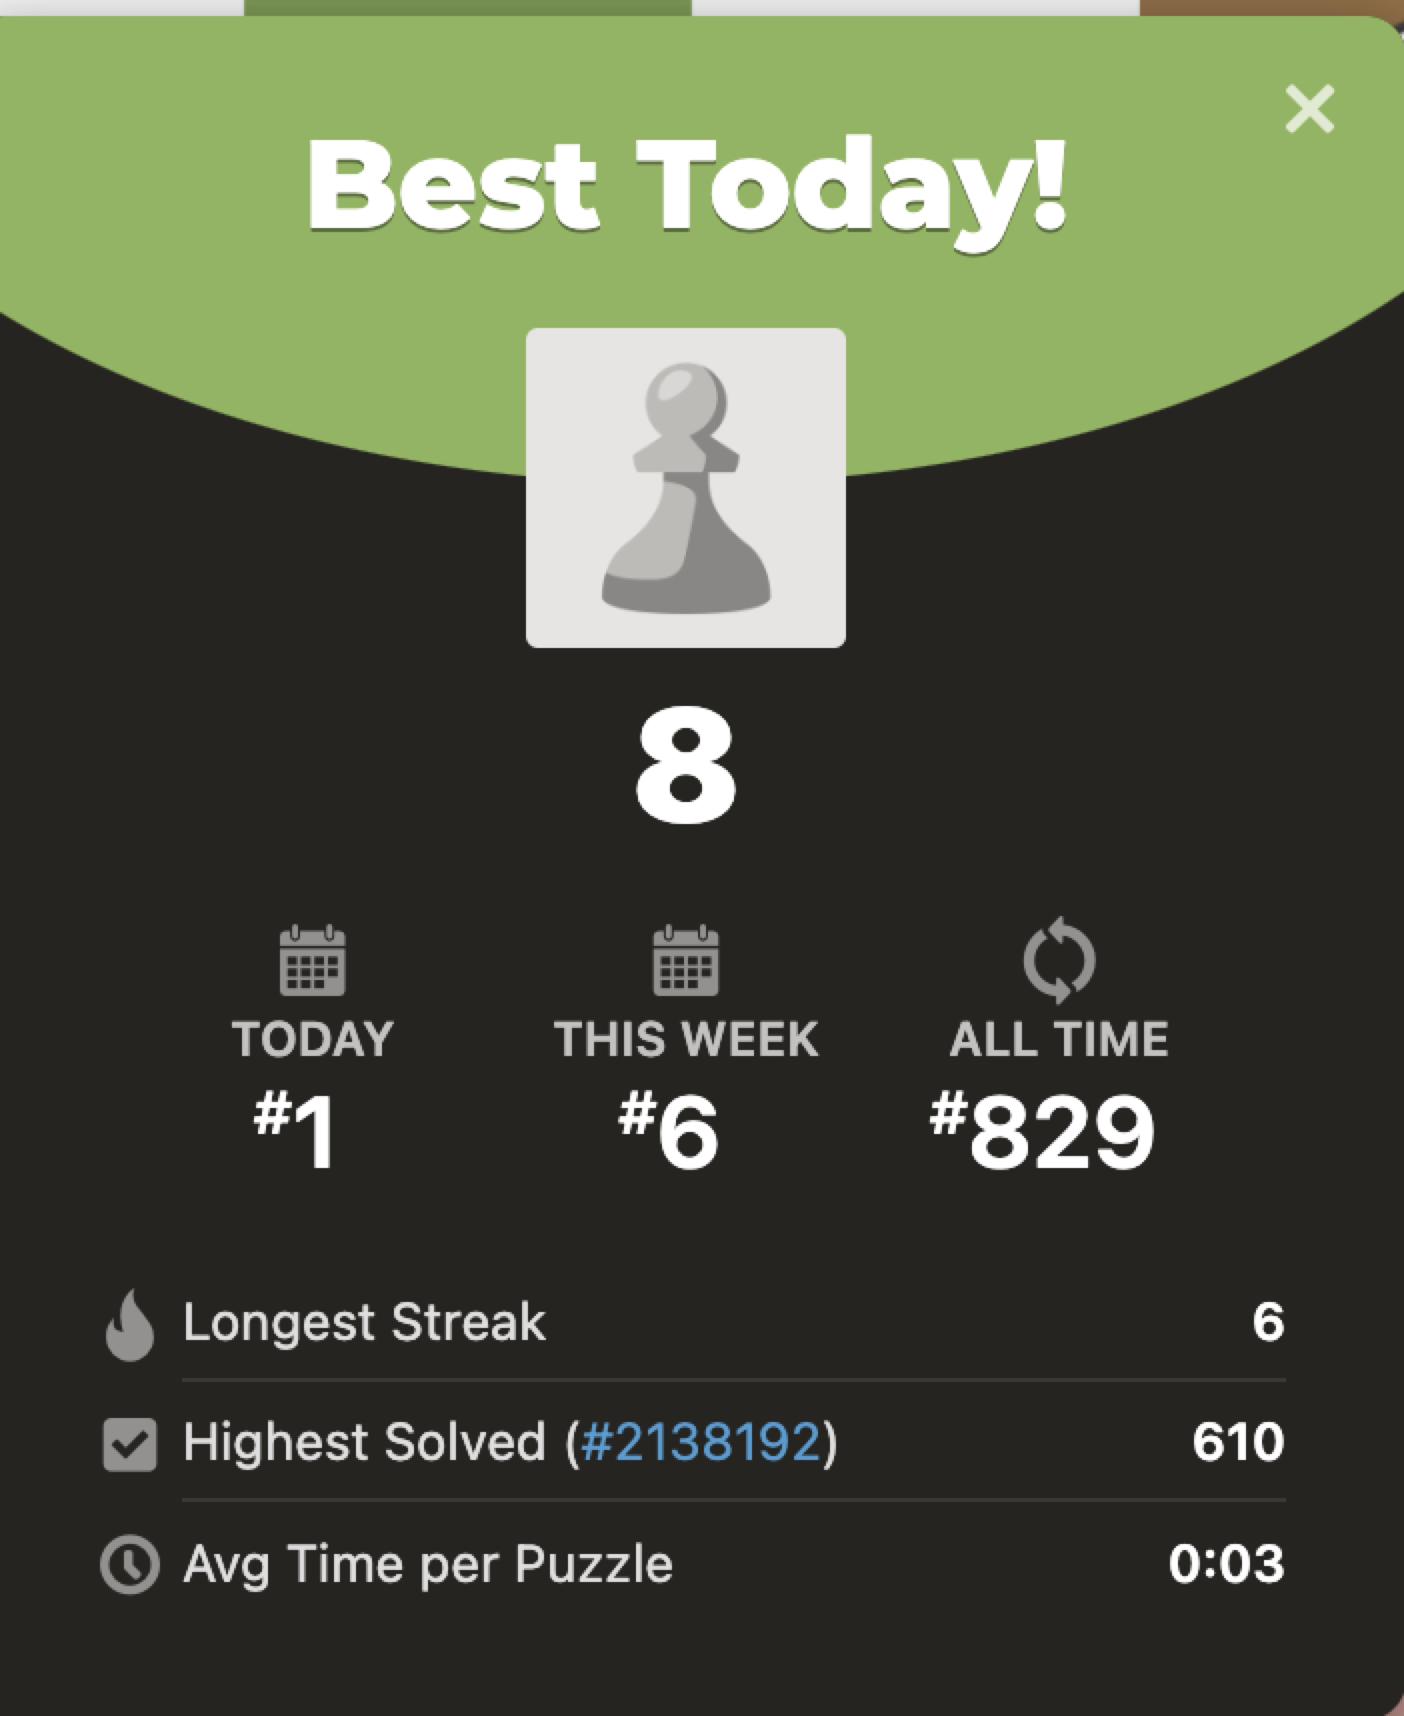 Best Today!
8
TODAY THIS WEEK ALL TIME
#1 #6 #829
Longest Streak 6
Highest Solved (#2138192) 610
Avg Time per Puzzle 0:03